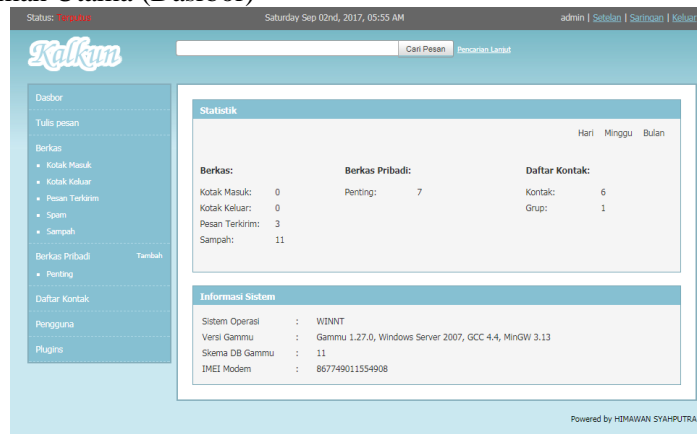 Status: Terputus Saturday Sep 02nd, 2017, 05:55 AM admin | Setelan | Saringan | Keluar
Kalkun
Cari Pesan Pencarian Lanjut
Dasbor
Tulis pesan
Berkas
Kotak Masuk
Kotak Keluar
Pesan Terkirim
Spam
Sampah
Berkas Pribadi Tambah
Penting
Daftar Kontak
Pengguna
Plugins
Statistik
Hari Minggu Bulan
Berkas: Berkas Pribadi: Daftar Kontak:
Kotak Masuk: 0 Penting: 7 Kontak: 6
Kotak Keluar: 0 Grup: 1
Pesan Terkirim: 3
Sampah: 11
Informasi Sistem
Sistem Operasi : WINNT
Versi Gammu : Gammu 1.27.0, Windows Server 2007, GCC 4.4, MinGW 3.13
Skema DB Gammu : 11
IMEI Modem : 867749011554908
Powered by HIMAWAN SYAHPUTRA